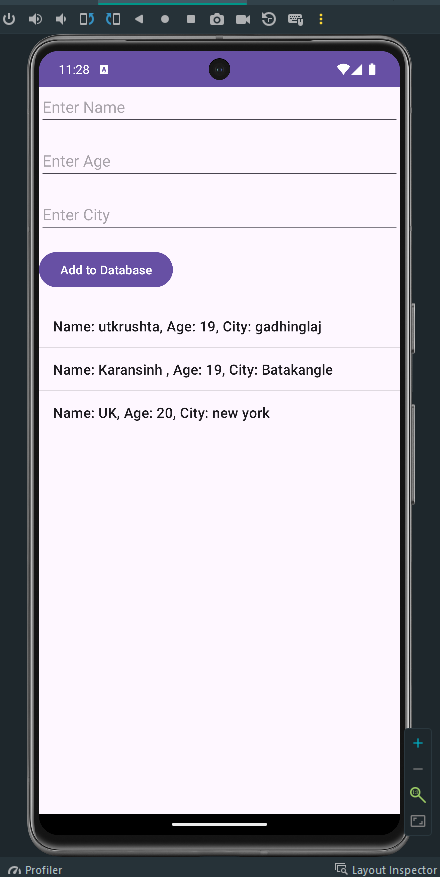 11:28 A
Enter Name
Enter Age
Enter City
Add to Database
Name: utkrushta, Age: 19, City: gadhinglaj
Name: Karansinh , Age: 19, City: Batakangle
Name: UK, Age: 20, City: new york
Profiler
Layout Inspector